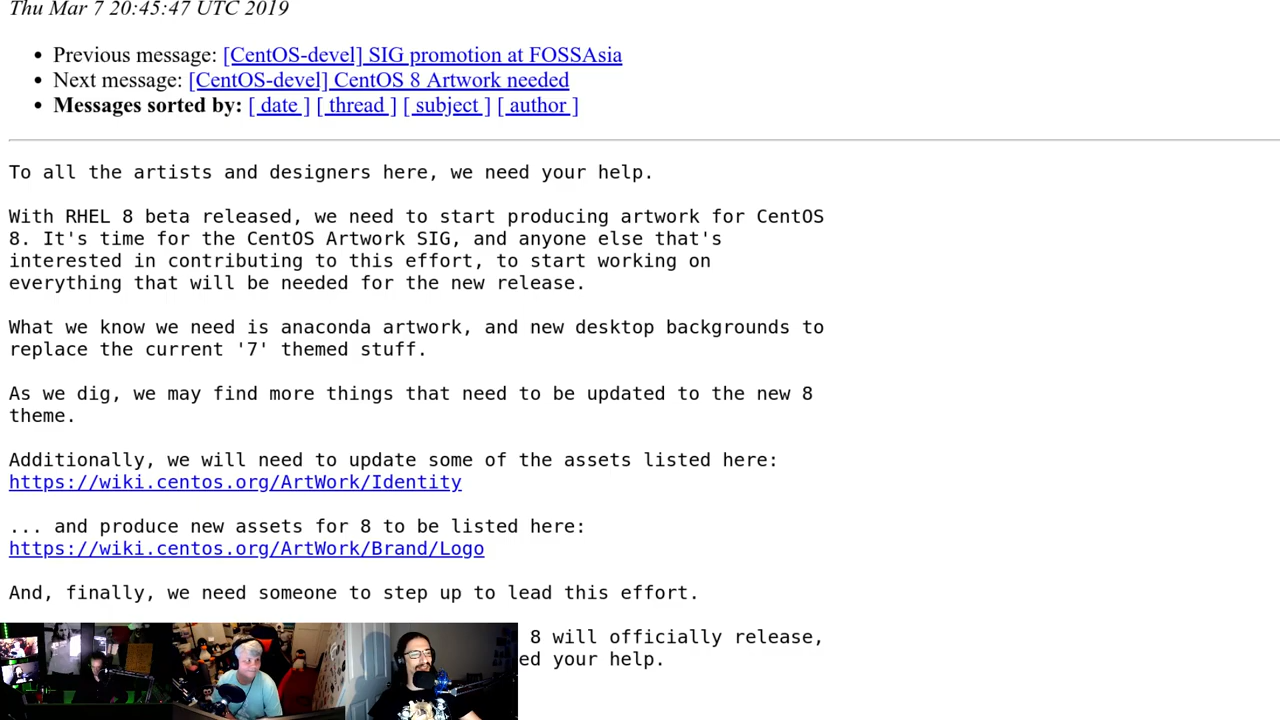 Thu Mar 7 20:45:47 UTC 2019
• Previous message: [CentOS-devel] SIG promotion at FOSSAsia
• Next message: [CentOS-devel] CentOS 8 Artwork needed
• Messages sorted by: [ date ] [ thread ] [ subject ] [ author ]
To all the artists and designers here, we need your help.
With RHEL 8 beta released, we need to start producing artwork for CentOS
8. It's time for the CentOS Artwork SIG, and anyone else that's
interested in contributing to this effort, to start working on
everything that will be needed for the new release.
What we know we need is anaconda artwork, and new desktop backgrounds to
replace the current '7' themed stuff.
As we dig, we may find more things that need to be updated to the new 8
theme.
Additionally, we will need to update some of the assets listed here:
https://wiki.centos.org/ArtWork/Identity
... and produce new assets for 8 to be listed here:
https://wiki.centos.org/ArtWork/Brand/Logo
And, finally, we need someone to step up to lead this effort.
8 will officially release,
ed your help.